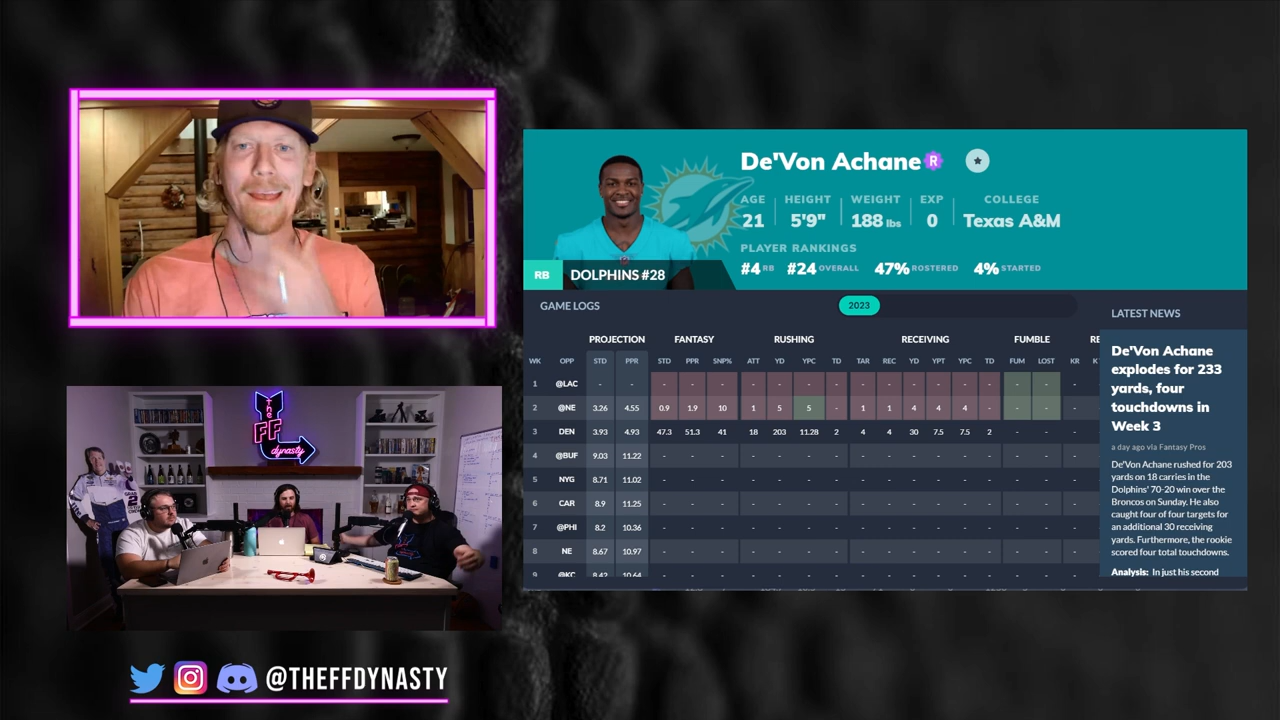 De'Von Achane R
AGE HEIGHT WEIGHT EXP COLLEGE
21 5'9" 188 lbs 0 Texas A&M
PLAYER RANKINGS
#4 RB #24 OVERALL 47% ROSTERED 4% STARTED
RB DOLPHINS #28
GAME LOGS 2023
PROJECTION FANTASY RUSHING RECEIVING FUMBLE RE
WK OPP STD PPR STD PPR SNP% ATT YD YPC TD TAR REC YD YPT YPC TD FUM LOST KR
1 @LAC - - - - - - - - - - - - - - - - - -
2 @NE 3.26 4.55 0.9 1.9 10 1 5 5 - 1 1 4 4 4 - - - -
3 DEN 3.93 4.93 47.3 51.3 41 18 203 11.28 2 4 4 30 7.5 7.5 2 - - -
4 @BUF 9.03 11.22 - - - - - - - - - - - - - - - -
5 NYG 8.71 11.02 - - - - - - - - - - - - - - - -
6 CAR 8.9 11.25 - - - - - - - - - - - - - - - -
7 @PHI 8.2 10.36 - - - - - - - - - - - - - - - -
8 NE 8.67 10.97 - - - - - - - - - - - - - - - -
9 @KC 8.42 10.64 - - - - - - - - - - - - - - - -
LATEST NEWS
De'Von Achane
explodes for 233
yards, four
touchdowns in
Week 3
a day ago via Fantasy Pros
De'Von Achane rushed for 203
yards on 18 carries in the
Dolphins' 70-20 win over the
Broncos on Sunday. He also
caught four of four targets for
an additional 30 receiving
yards. Furthermore, the rookie
scored four total touchdowns.
Analysis: In just his second
The
FF
dynasty
@THEFFDYNASTY